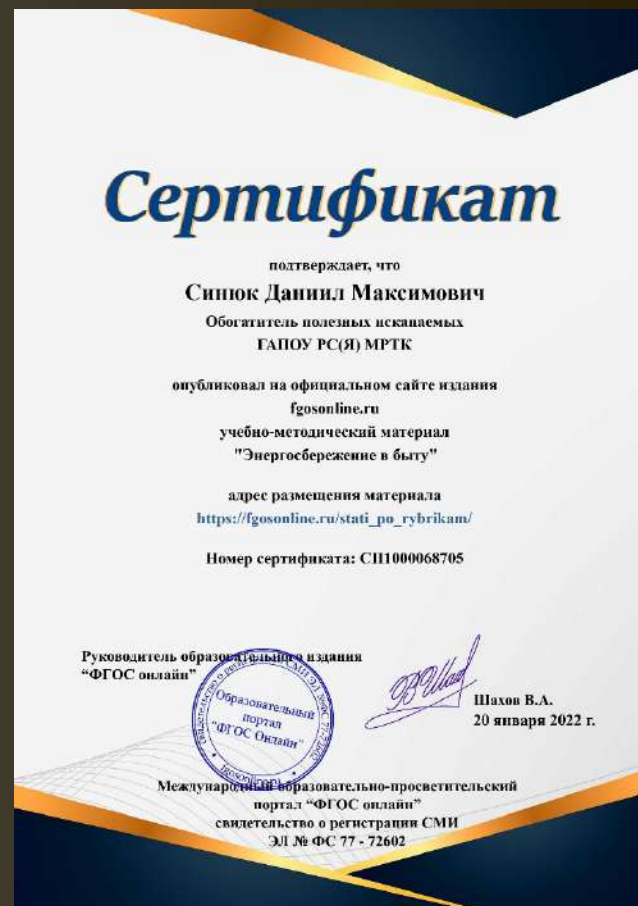 Сертификат
подтверждает, что
Синюк Даниил Максимович
Обогатитель полезных ископаемых
ГАПОУ РС(Я) МРТК
опубликовал на официальном сайте издания
fgosonline.ru
учебно-методический материал
"Энергосбережение в быту"
адрес размещения материала
https://fgosonline.ru/stati_po_rybrikam/
Номер сертификата: СП1000068705
Руководитель образовательного издания
“ФГОС онлайн”
Образовательный
портал
"ФГОС Онлайн"
Шахов В.А.
20 января 2022 г.
Международный образовательно-просветительский
портал “ФГОС онлайн”
свидетельство о регистрации СМИ
ЭЛ № ФС 77 - 72602